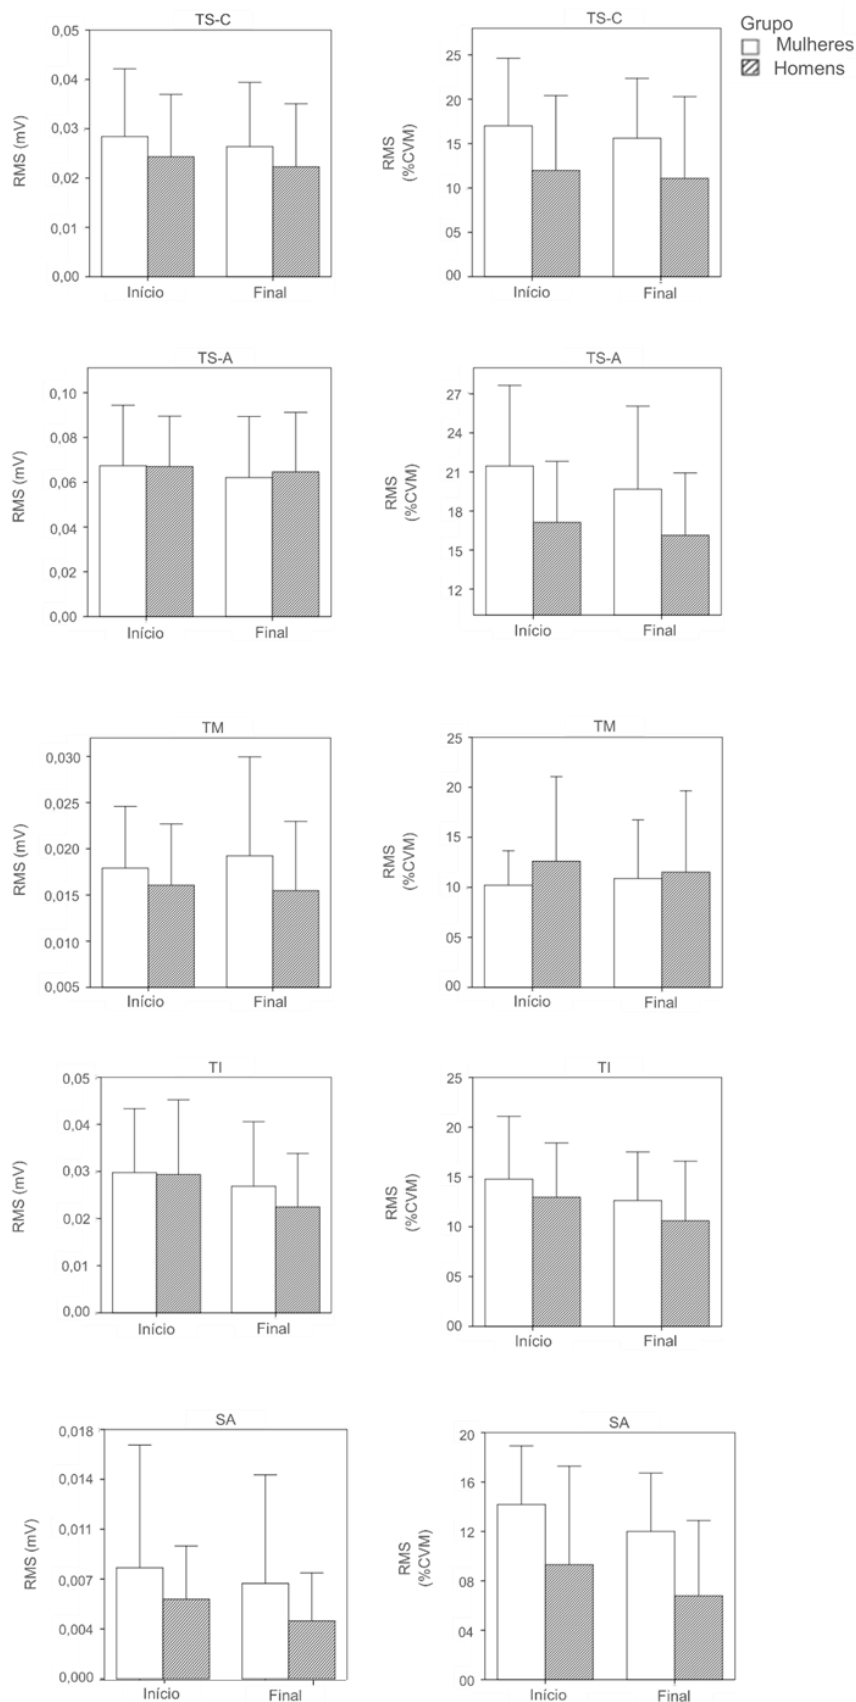 TS-C
0,05
0,04
0,03
0,02
0,01
0,00
RMS (mV)
Início
Final
TS-C
25
20
15
10
05
00
RMS
(%CVM)
Início
Final
Grupo
Mulheres
Homens
TS-A
0,10
0,08
0,06
0,04
0,02
0,00
RMS (mV)
Início
Final
TS-A
27
24
21
18
15
12
RMS
(%CVM)
Início
Final
TM
0,030
0,025
0,020
0,015
0,010
0,005
RMS (mV)
Início
Final
TM
25
20
15
10
05
00
RMS
(%CVM)
Início
Final
TI
0,05
0,04
0,03
0,02
0,01
0,00
RMS (mV)
Início
Final
TI
25
20
15
10
05
00
RMS
(%CVM)
Início
Final
SA
0,018
0,014
0,011
0,007
0,004
0,000
RMS (mV)
Início
Final
SA
20
16
12
08
04
00
RMS
(%CVM)
Início
Final